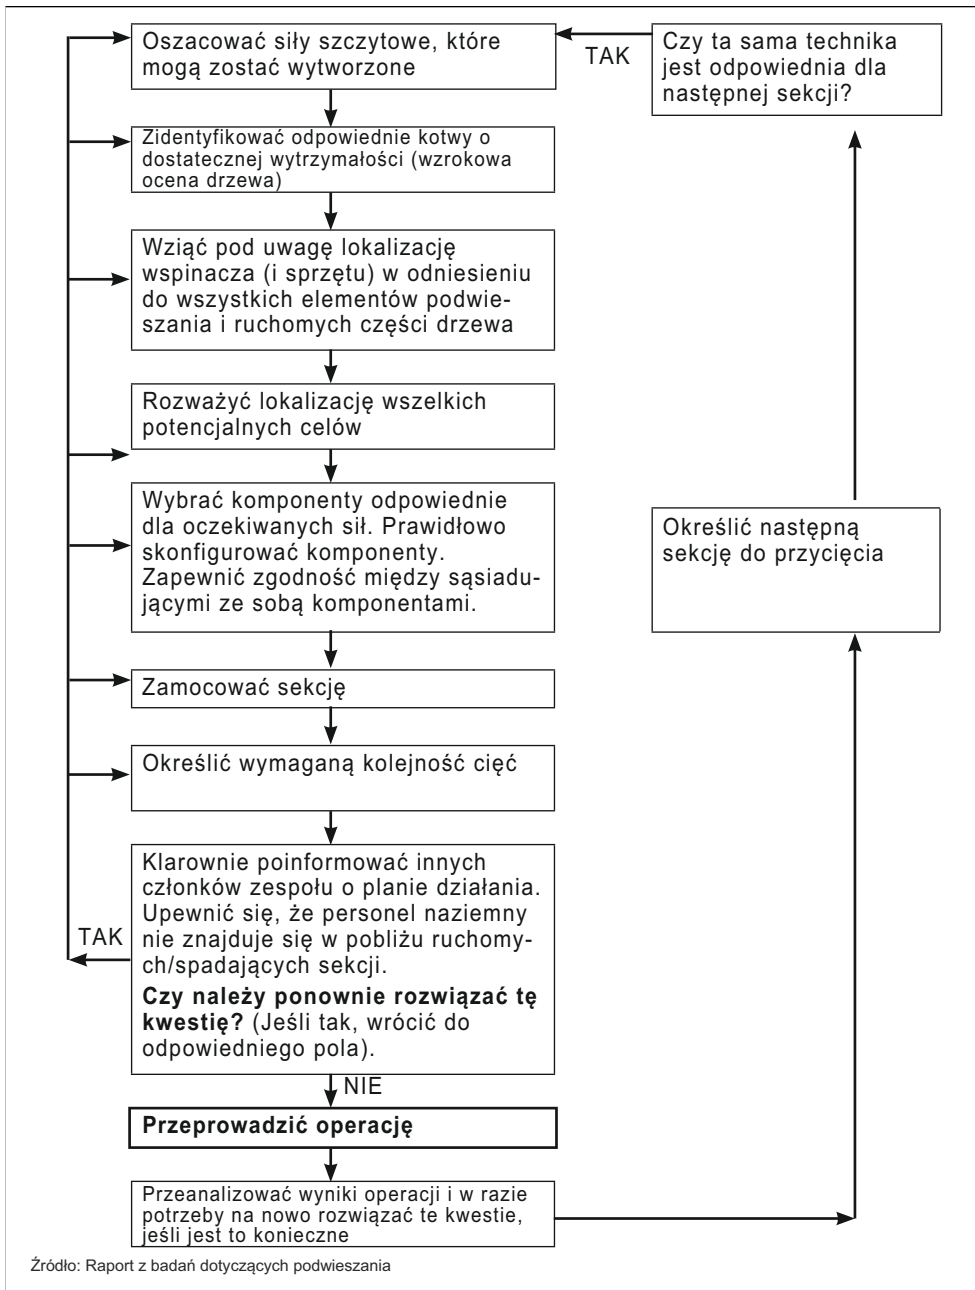 Oszacować siły szczytowe, które
mogą zostać wytworzone
TAK
Czy ta sama technika
jest odpowiednia dla
następnej sekcji?
Zidentyfikować odpowiednie kotwy o
dostatecznej wytrzymałości (wzrokowa
ocena drzewa)
Wziąć pod uwagę lokalizację
wspinacza (i sprzętu) w odniesieniu
do wszystkich elementów podwie-
szania i ruchomych części drzewa
Rozważyć lokalizację wszelkich
potencjalnych celów
Wybrać komponenty odpowiednie
dla oczekiwanych sił. Prawidłowo
skonfigurować komponenty.
Zapewnić zgodność między sąsiadu-
jącymi ze sobą komponentami.
Określić następną
sekcję do przycięcia
Zamocować sekcję
Określić wymaganą kolejność cięć
Klarownie poinformować innych
członków zespołu o planie działania.
Upewnić się, że personel naziemny
nie znajduje się w pobliżu ruchomy-
ch/spadających sekcji.
Czy należy ponownie rozwiązać tę
kwestię? (Jeśli tak, wrócić do
odpowiedniego pola).
TAK
NIE
Przeprowadzić operację
Przeanalizować wyniki operacji i w razie
potrzeby na nowo rozwiązać te kwestie,
jeśli jest to konieczne
Źródło: Raport z badań dotyczących podwieszania